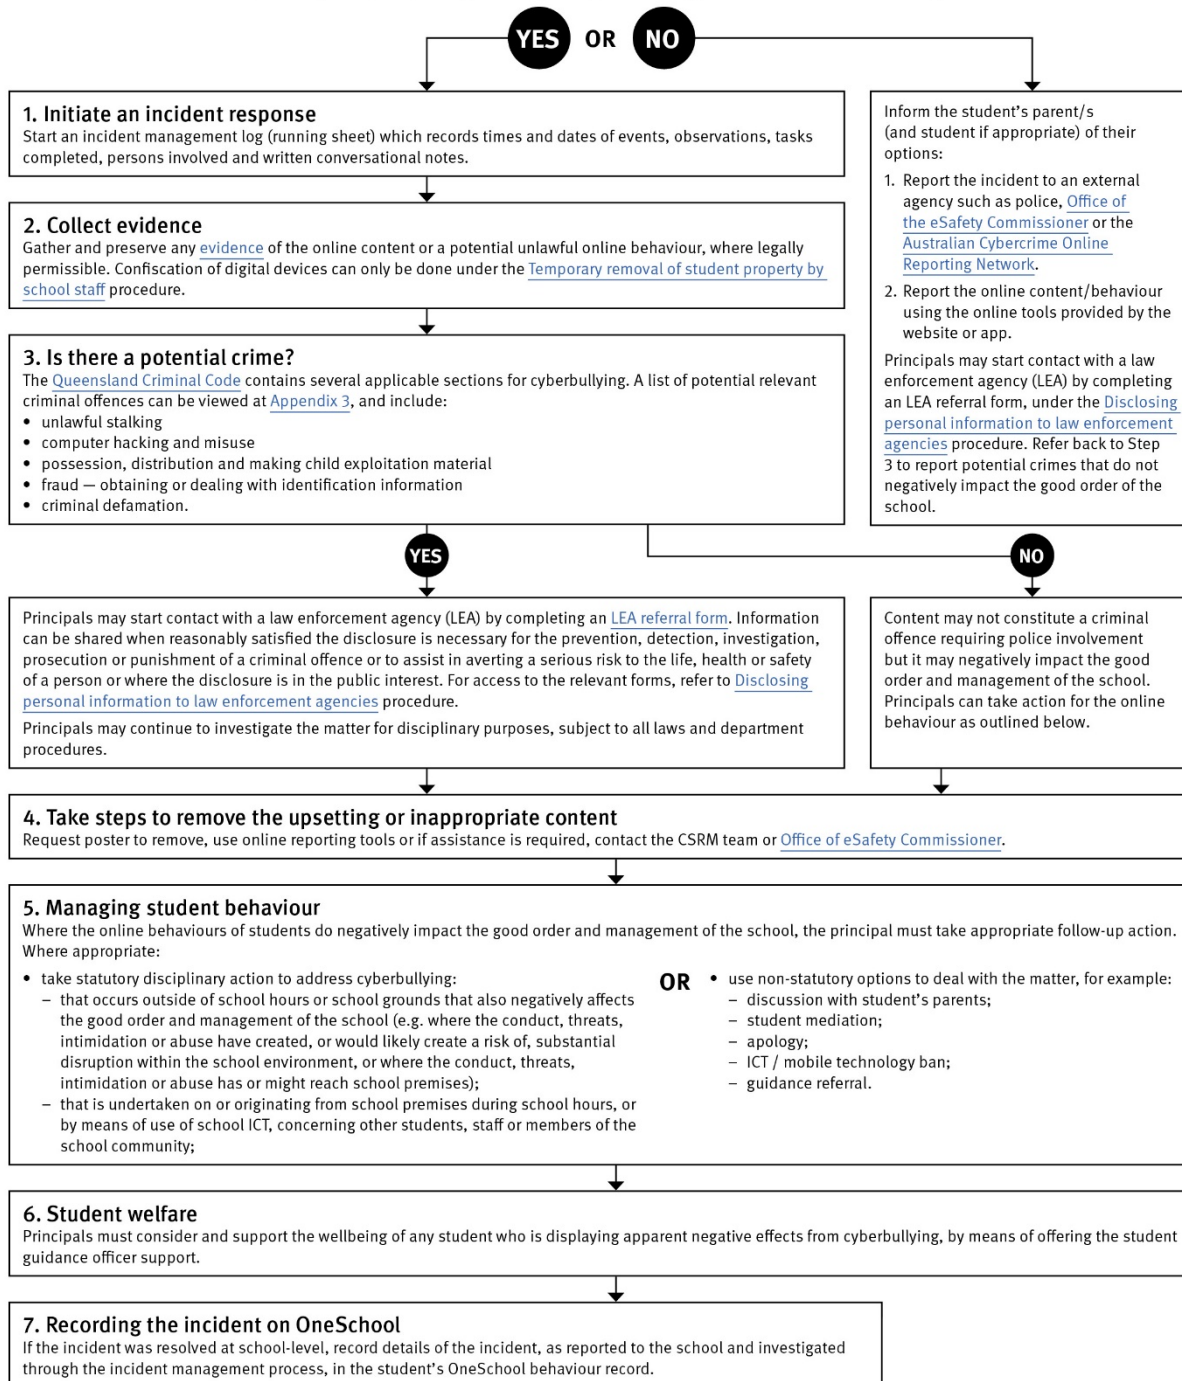 YES OR NO
1. Initiate an incident response
Start an incident management log (running sheet) which records times and dates of events, observations, tasks
completed, persons involved and written conversational notes.
2. Collect evidence
Gather and preserve any evidence of the online content or a potential unlawful online behaviour, where legally
permissible. Confiscation of digital devices can only be done under the Temporary removal of student property by
school staff procedure.
3. Is there a potential crime?
The Queensland Criminal Code contains several applicable sections for cyberbullying. A list of potential relevant
criminal offences can be viewed at Appendix 3, and include:
• unlawful stalking
• computer hacking and misuse
• possession, distribution and making child exploitation material
• fraud — obtaining or dealing with identification information
• criminal defamation.
Inform the student's parent/s
(and student if appropriate) of their
options:
1. Report the incident to an external
agency such as police, Office of
the eSafety Commissioner or the
Australian Cybercrime Online
Reporting Network.
2. Report the online content/behaviour
using the online tools provided by the
website or app.
Principals may start contact with a law
enforcement agency (LEA) by completing
an LEA referral form, under the Disclosing
personal information to law enforcement
agencies procedure. Refer back to Step
3 to report potential crimes that do not
negatively impact the good order of the
school.
YES
NO
Principals may start contact with a law enforcement agency (LEA) by completing an LEA referral form. Information
can be shared when reasonably satisfied the disclosure is necessary for the prevention, detection, investigation,
prosecution or punishment of a criminal offence or to assist in averting a serious risk to the life, health or safety
of a person or where the disclosure is in the public interest. For access to the relevant forms, refer to Disclosing
personal information to law enforcement agencies procedure.
Principals may continue to investigate the matter for disciplinary purposes, subject to all laws and department
procedures.
Content may not constitute a criminal
offence requiring police involvement
but it may negatively impact the good
order and management of the school.
Principals can take action for the online
behaviour as outlined below.
4. Take steps to remove the upsetting or inappropriate content
Request poster to remove, use online reporting tools or if assistance is required, contact the CSRM team or Office of eSafety Commissioner.
5. Managing student behaviour
Where the online behaviours of students do negatively impact the good order and management of the school, the principal must take appropriate follow-up action.
Where appropriate:
• take statutory disciplinary action to address cyberbullying:
– that occurs outside of school hours or school grounds that also negatively affects
the good order and management of the school (e.g. where the conduct, threats,
intimidation or abuse have created, or would likely create a risk of, substantial
disruption within the school environment, or where the conduct, threats,
intimidation or abuse has or might reach school premises);
– that is undertaken on or originating from school premises during school hours, or
by means of use of school ICT, concerning other students, staff or members of the
school community;
OR
• use non-statutory options to deal with the matter, for example:
– discussion with student's parents;
– student mediation;
– apology;
– ICT / mobile technology ban;
– guidance referral.
6. Student welfare
Principals must consider and support the wellbeing of any student who is displaying apparent negative effects from cyberbullying, by means of offering the student
guidance officer support.
7. Recording the incident on OneSchool
If the incident was resolved at school-level, record details of the incident, as reported to the school and investigated
through the incident management process, in the student's OneSchool behaviour record.